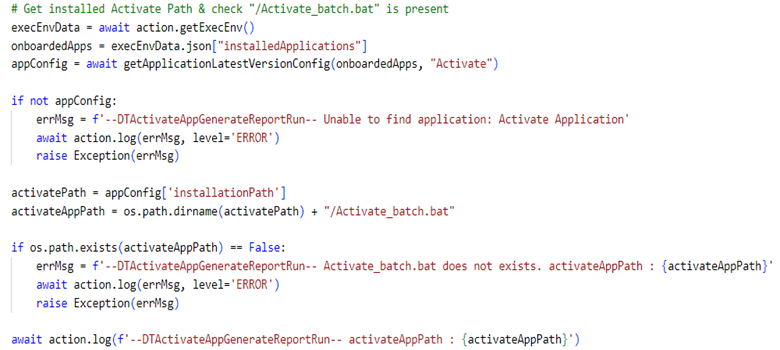 # Get installed Activate Path & check "/Activate_batch.bat" is present
execEnvData = await action.getExecEnv()
onboardedApps = execEnvData.json["installedApplications"]
appConfig = await getApplicationLatestVersionConfig(onboardedApps, "Activate")
if not appConfig:
    errMsg = f'--DTActivateAppGenerateReportRun-- Unable to find application: Activate Application'
    await action.log(errMsg, level='ERROR')
    raise Exception(errMsg)
activatePath = appConfig['installationPath']
activateAppPath = os.path.dirname(activatePath) + "/Activate_batch.bat"
if os.path.exists(activateAppPath) == False:
    errMsg = f'--DTActivateAppGenerateReportRun-- Activate_batch.bat does not exists. activateAppPath : {activateAppPath}'
    await action.log(errMsg, level='ERROR')
    raise Exception(errMsg)
await action.log(f'--DTActivateAppGenerateReportRun-- activateAppPath : {activateAppPath}')